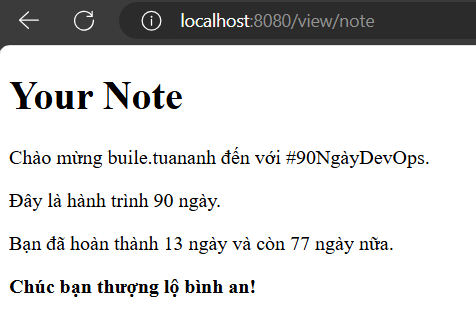 localhost:8080/view/note
Your Note
Chào mừng buile.tuananh đến với #90NgàyDevOps.
Đây là hành trình 90 ngày.
Bạn đã hoàn thành 13 ngày và còn 77 ngày nữa.
Chúc bạn thượng lộ bình an!